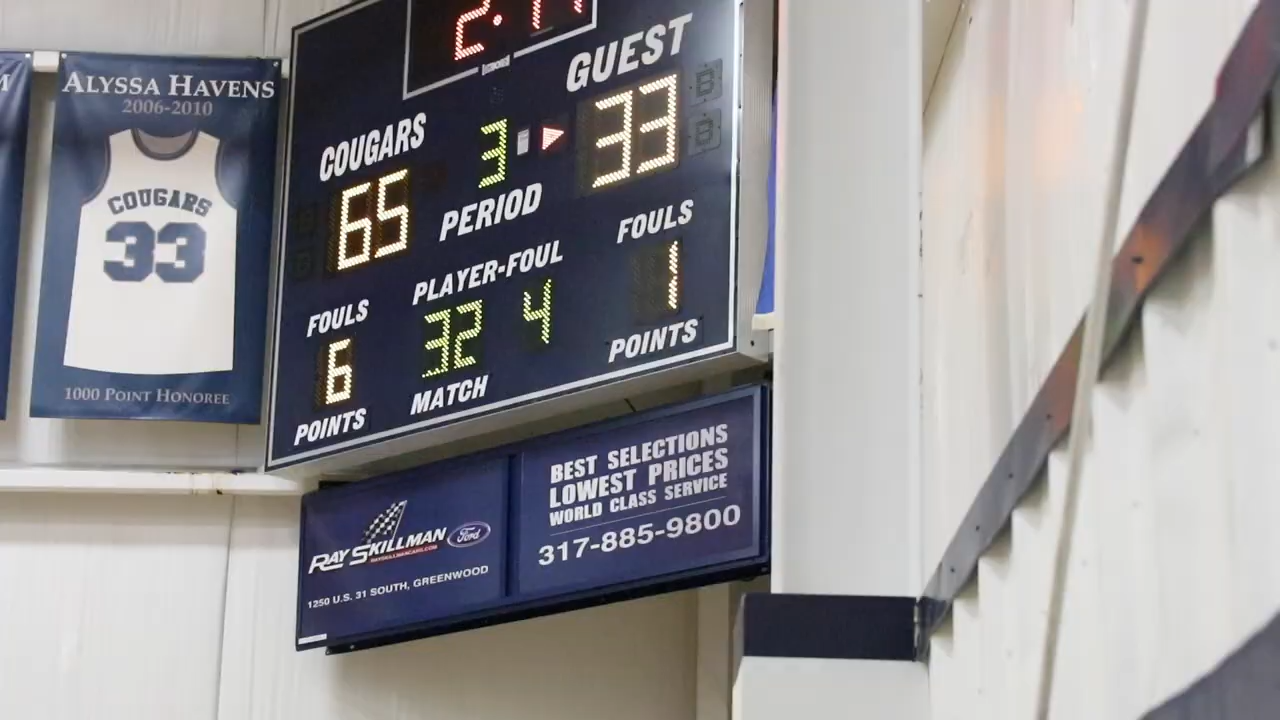 ALYSSA HAVENS
2006-2010
COUGARS
33
1000 POINT HONOREE
GUEST
COUGARS
3
33
65
PERIOD
FOULS
PLAYER-FOUL
FOULS
1
6
32 4
POINTS
MATCH
POINTS
RAY SKILLMAN
Ford
1250 U.S. 31 SOUTH, GREENWOOD
BEST SELECTIONS
LOWEST PRICES
WORLD CLASS SERVICE
317-885-9800